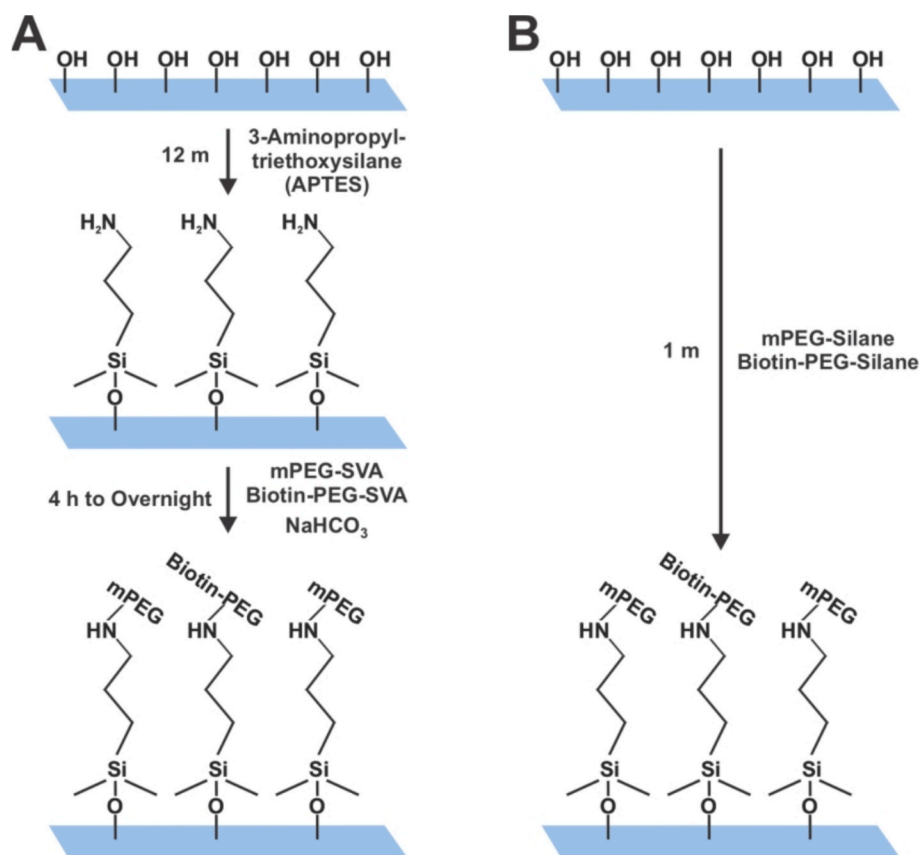 A
OH OH OH OH OH OH OH
12 m
3-Aminopropyl-
triethoxysilane
(APTES)
H₂N H₂N H₂N
Si Si Si
O O O
4 h to Overnight
mPEG-SVA
Biotin-PEG-SVA
NaHCO₃
mPEG Biotin-PEG mPEG
HN HN HN
Si Si Si
O O O
B
OH OH OH OH OH OH OH
1 m
mPEG-Silane
Biotin-PEG-Silane
mPEG Biotin-PEG mPEG
HN HN HN
Si Si Si
O O O